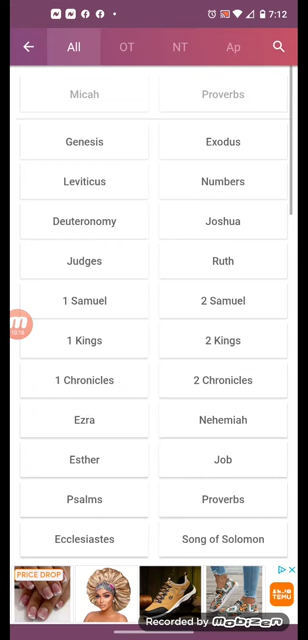 7:12
All OT NT Ap
Micah Proverbs
Genesis Exodus
Leviticus Numbers
Deuteronomy Joshua
Judges Ruth
1 Samuel 2 Samuel
1 Kings 2 Kings
1 Chronicles 2 Chronicles
Ezra Nehemiah
Esther Job
Psalms Proverbs
Ecclesiastes Song of Solomon
PRICE DROP
TEMU
Recorded by mobizen